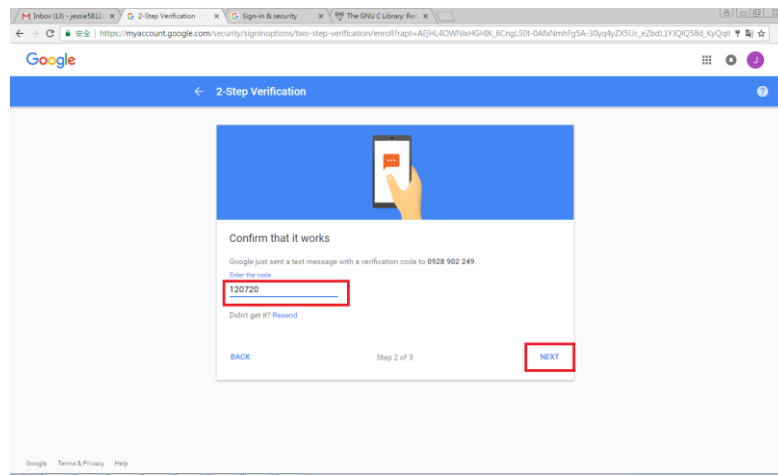 Inbox (13) - jessie5812
2-Step Verification
Sign-in & security
The GNU C Library: Re
安全 | https://myaccount.google.com/security/signinoptions/two-step-verification/enroll?rapt=
Google
J
2-Step Verification
Confirm that it works
Google just sent a text message with a verification code to 0928 902 249.
Enter the code
120720
Didn't get it? Resend
BACK
Step 2 of 3
NEXT
Google Terms & Privacy Help